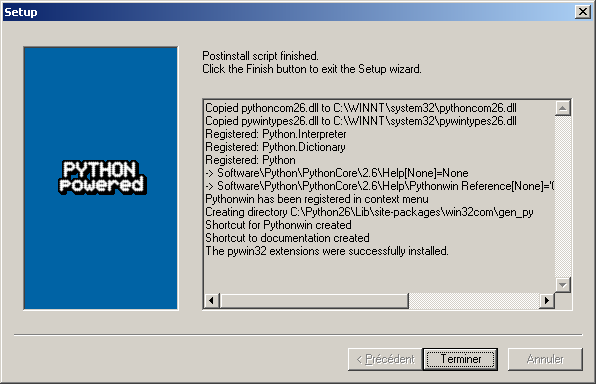 Setup
Postinstall script finished.
Click the Finish button to exit the Setup wizard.
PYTHON
powered
Copied pythoncom26.dll to C:\WINNT\system32\pythoncom26.dll
Copied pywintypes26.dll to C:\WINNT\system32\pywintypes26.dll
Registered: Python.Interpreter
Registered: Python.Dictionary
Registered: Python
-> Software\Python\PythonCore\2.6\Help[None]=None
-> Software\Python\PythonCore\2.6\Help\Pythonwin Reference[None]='
Pythonwin has been registered in context menu
Creating directory C:\Python26\Lib\site-packages\win32com\gen_py
Shortcut for Pythonwin created
Shortcut to documentation created
The pywin32 extensions were successfully installed.
< Précédent
Terminer
Annuler